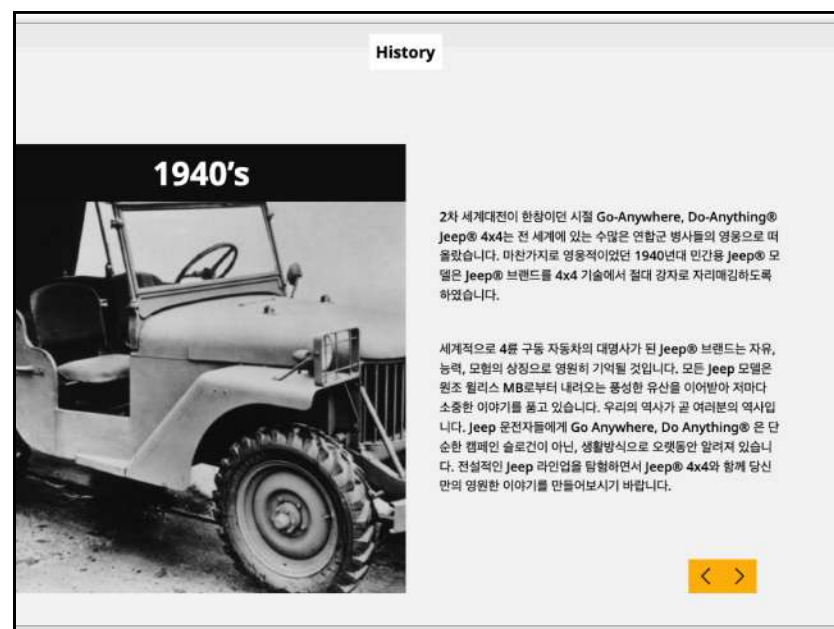 History
1940’s
2차 세계대전이 한창이던 시절 Go-Anywhere, Do-Anything®
Jeep® 4x4는 전 세계에 있는 수많은 연합군 병사들의 영웅으로 떠
올랐습니다. 마찬가지로 영웅적이었던 1940년대 민간용 Jeep® 모
델은 Jeep® 브랜드를 4x4 기술에서 절대 강자로 자리매김하도록
하였습니다.
세계적으로 4륜 구동 자동차의 대명사가 된 Jeep® 브랜드는 자유,
능력, 모험의 상징으로 영원히 기억될 것입니다. 모든 Jeep 모델은
원조 윌리스 MB로부터 내려오는 풍성한 유산을 이어받아 저마다
소중한 이야기를 품고 있습니다. 우리의 역사가 곧 여러분의 역사입
니다. Jeep 운전자들에게 Go Anywhere, Do Anything® 은 단
순한 캠페인 슬로건이 아닌, 생활방식으로 오랫동안 알려져 있습니
다. 전설적인 Jeep 라인업을 탐험하면서 Jeep® 4x4와 함께 당신
만의 영원한 이야기를 만들어보시기 바랍니다.